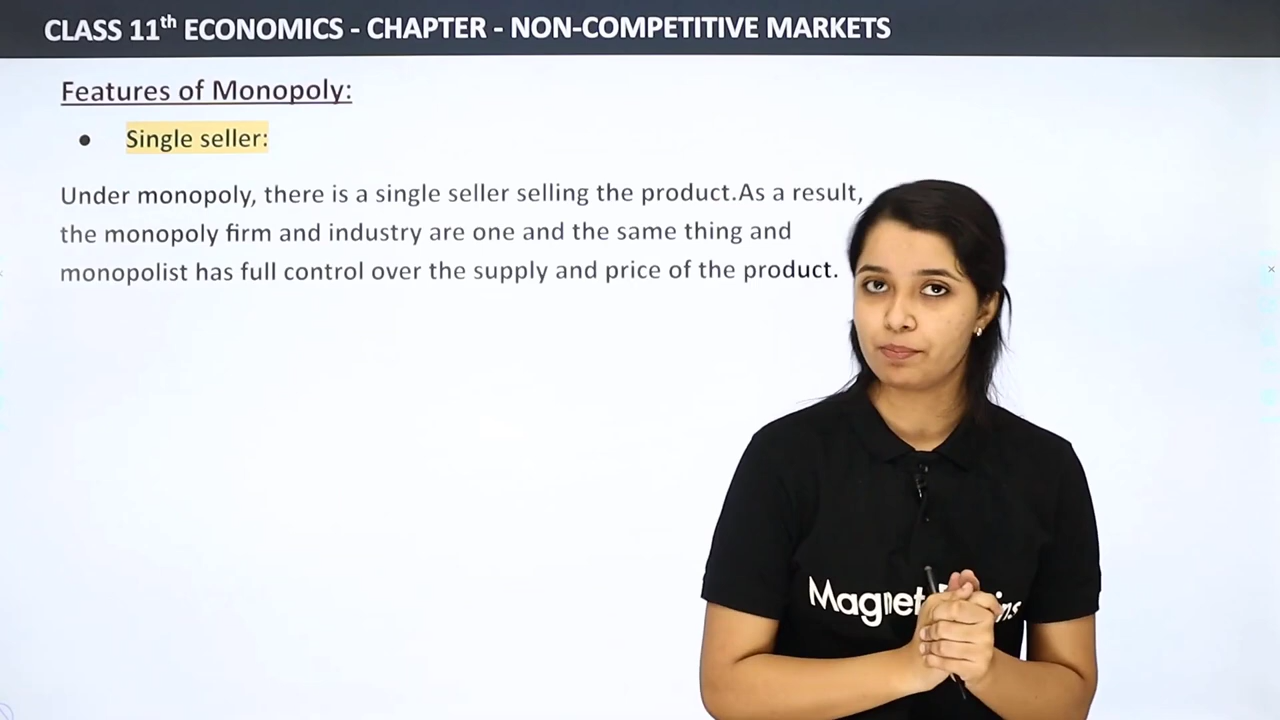 CLASS 11th ECONOMICS - CHAPTER - NON-COMPETITIVE MARKETS
Features of Monopoly:
● Single seller:
Under monopoly, there is a single seller selling the product.As a result,
the monopoly firm and industry are one and the same thing and
monopolist has full control over the supply and price of the product.